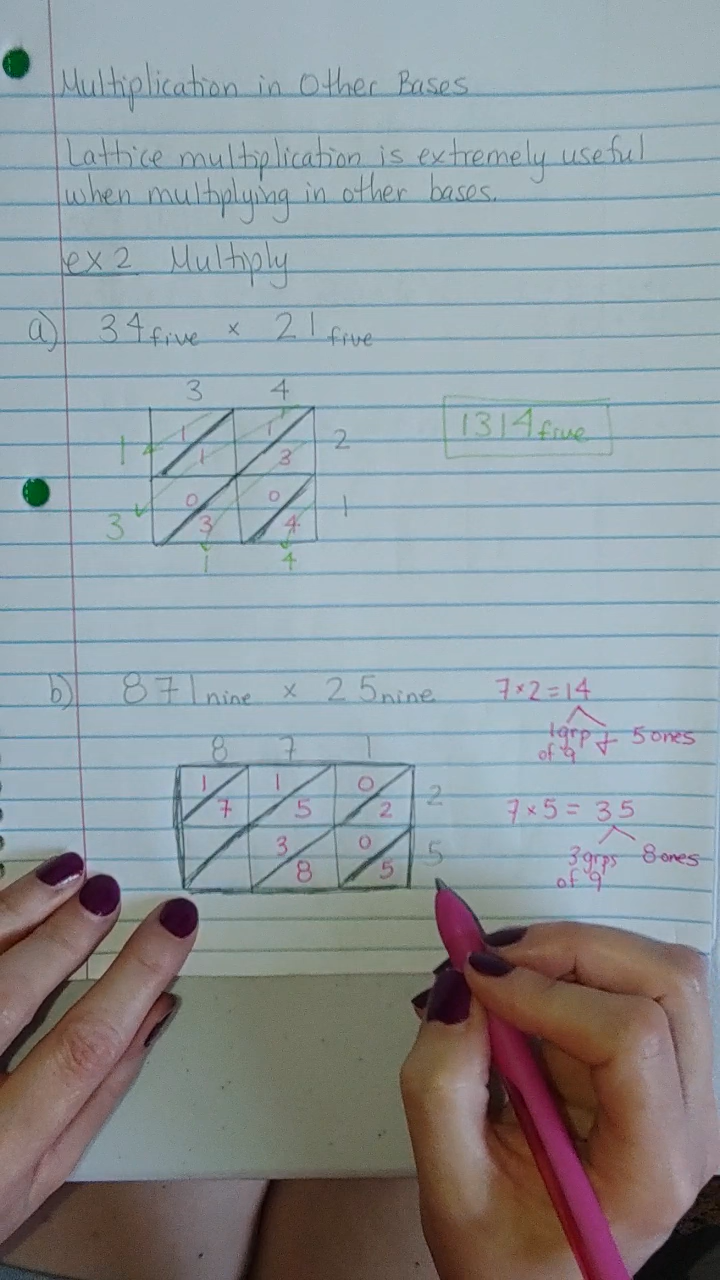 Multiplication in Other Bases
Lattice multiplication is extremely useful
when multiplying in other bases.
ex 2 Multiply
a) 34five × 21five
3 4
1 1 1 2
1 3
0 0 1
3 3 4
1 4
1314five
b) 871nine × 25nine
7×2=14
1grp + 5 ones
of 9
8 7 1
1 1 0 2
7 5 2
3 0 5
8 5
7×5 = 35
3grps 8 ones
of 9